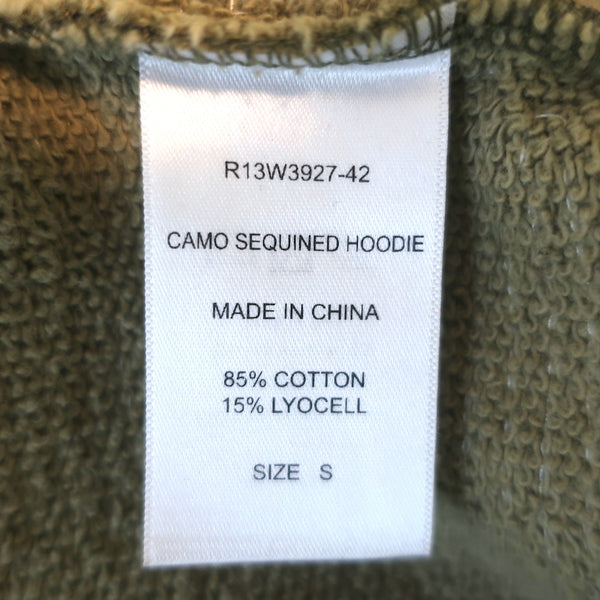 R13W3927-42
CAMO SEQUINED HOODIE
MADE IN CHINA
85% COTTON
15% LYOCELL
SIZE S